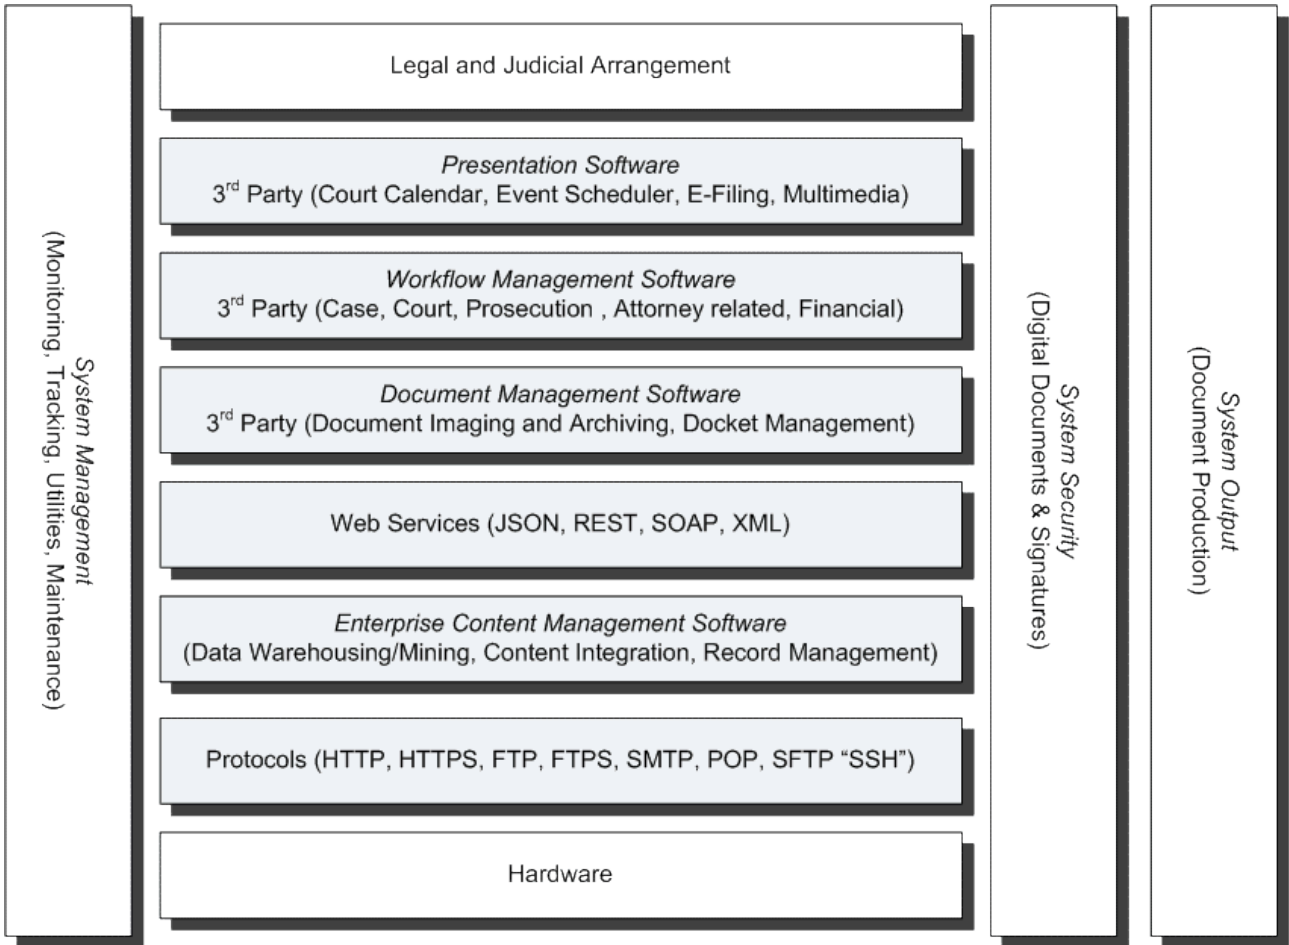 System Management
(Monitoring, Tracking, Utilities, Maintenance)
Legal and Judicial Arrangement
Presentation Software
3rd Party (Court Calendar, Event Scheduler, E-Filing, Multimedia)
Workflow Management Software
3rd Party (Case, Court, Prosecution , Attorney related, Financial)
Document Management Software
3rd Party (Document Imaging and Archiving, Docket Management)
Web Services (JSON, REST, SOAP, XML)
Enterprise Content Management Software
(Data Warehousing/Mining, Content Integration, Record Management)
Protocols (HTTP, HTTPS, FTP, FTPS, SMTP, POP, SFTP “SSH”)
Hardware
System Security
(Digital Documents & Signatures)
System Output
(Document Production)